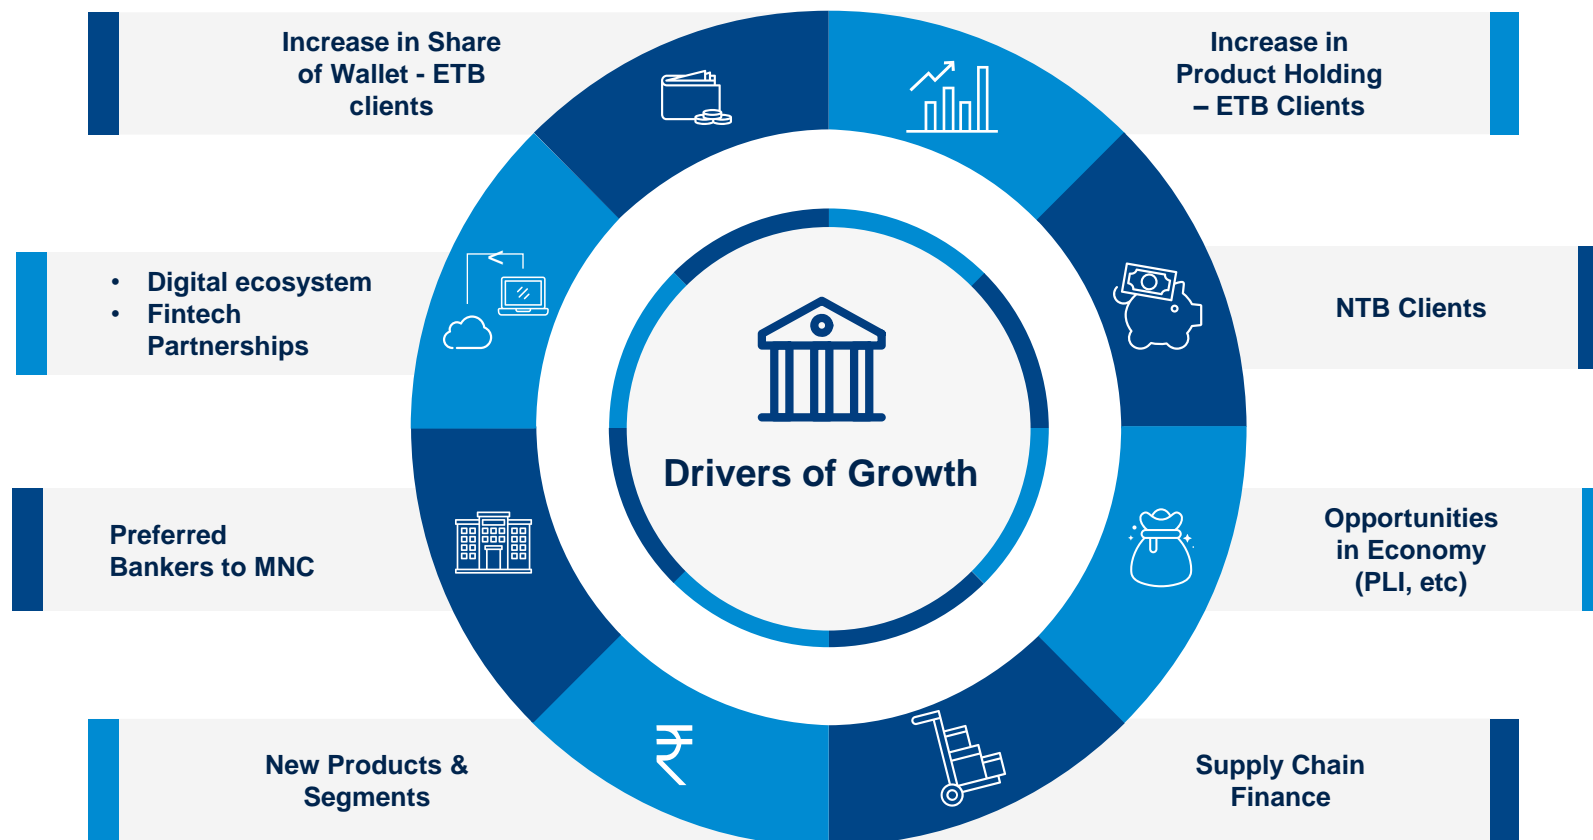 Increase in Share
of Wallet - ETB
clients
Increase in
Product Holding
– ETB Clients
• Digital ecosystem
• Fintech
Partnerships
NTB Clients
Drivers of Growth
Preferred
Bankers to MNC
Opportunities
in Economy
(PLI, etc)
New Products &
Segments
₹
Supply Chain
Finance